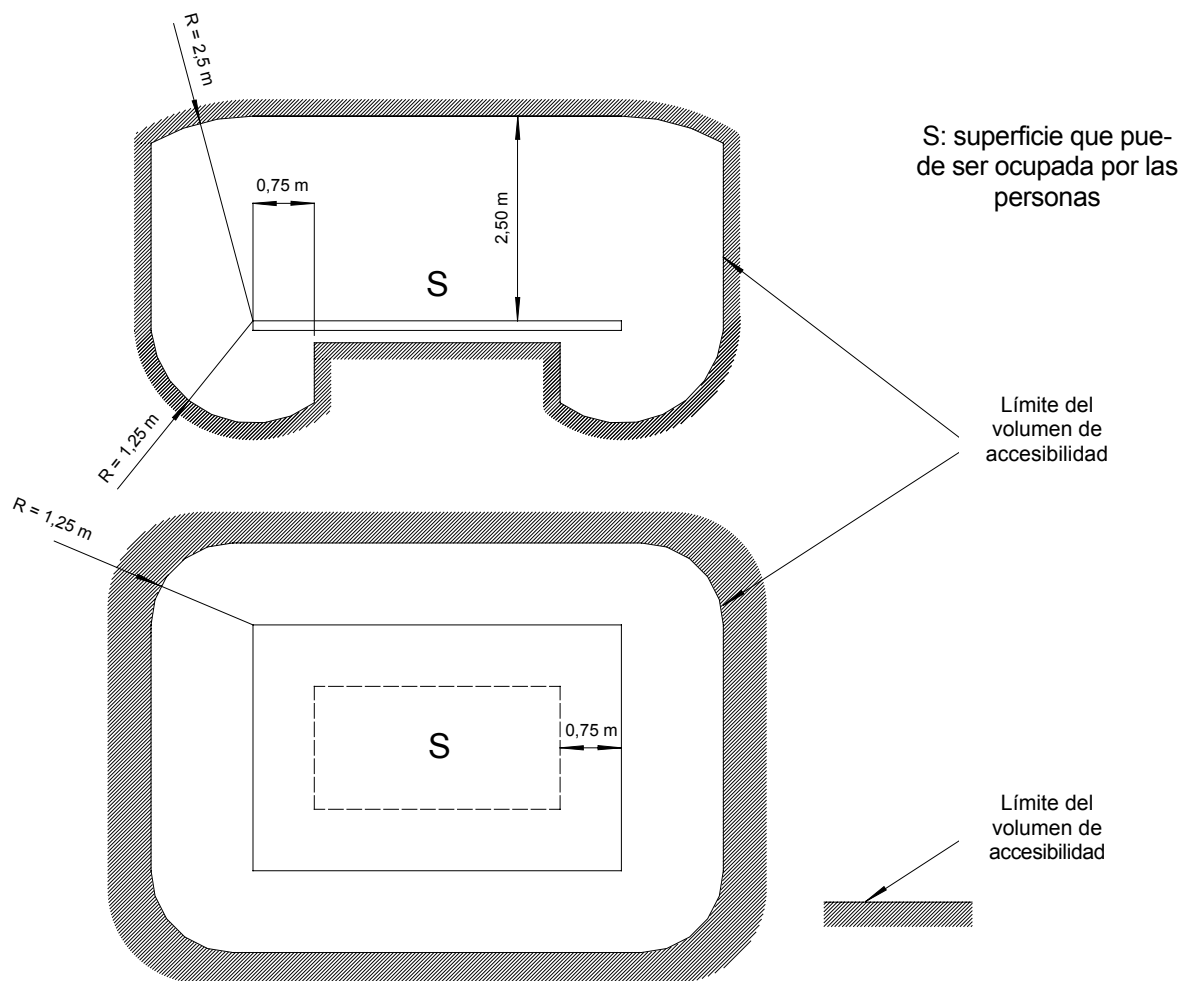 R = 2,5 m
S: superficie que pue-
de ser ocupada por las
personas
0,75 m
2,50 m
S
Límite del
volumen de
accesibilidad
R = 1,25 m
R = 1,25 m
0,75 m
S
Límite del
volumen de
accesibilidad